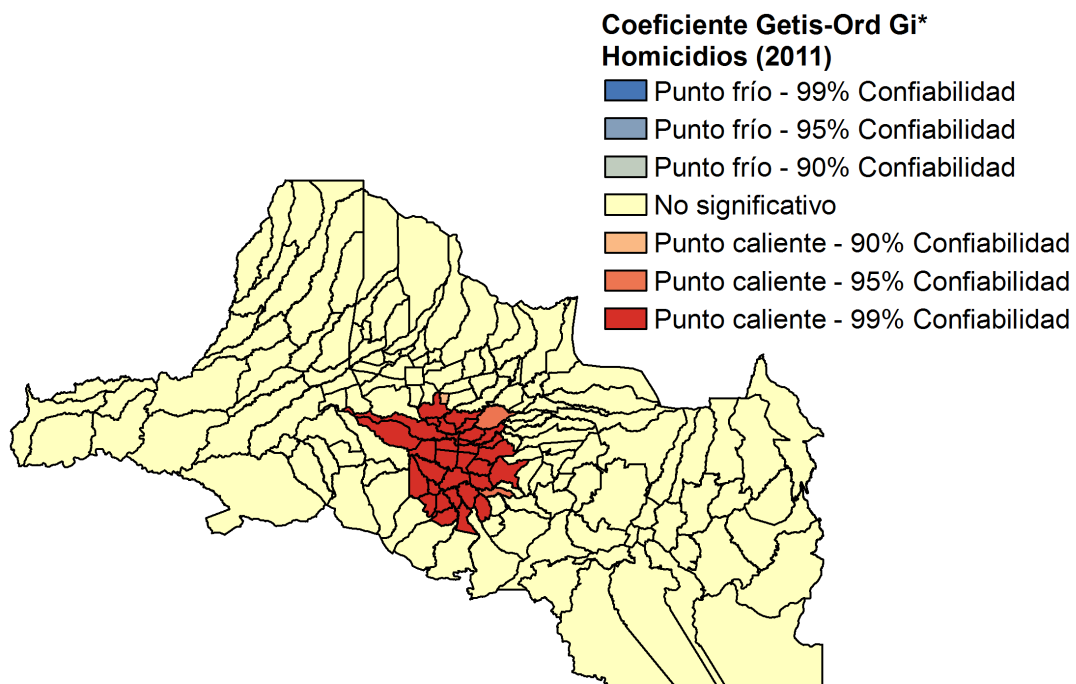 Coeficiente Getis-Ord Gi*
Homicidios (2011)
Punto frío - 99% Confiabilidad
Punto frío - 95% Confiabilidad
Punto frío - 90% Confiabilidad
No significativo
Punto caliente - 90% Confiabilidad
Punto caliente - 95% Confiabilidad
Punto caliente - 99% Confiabilidad